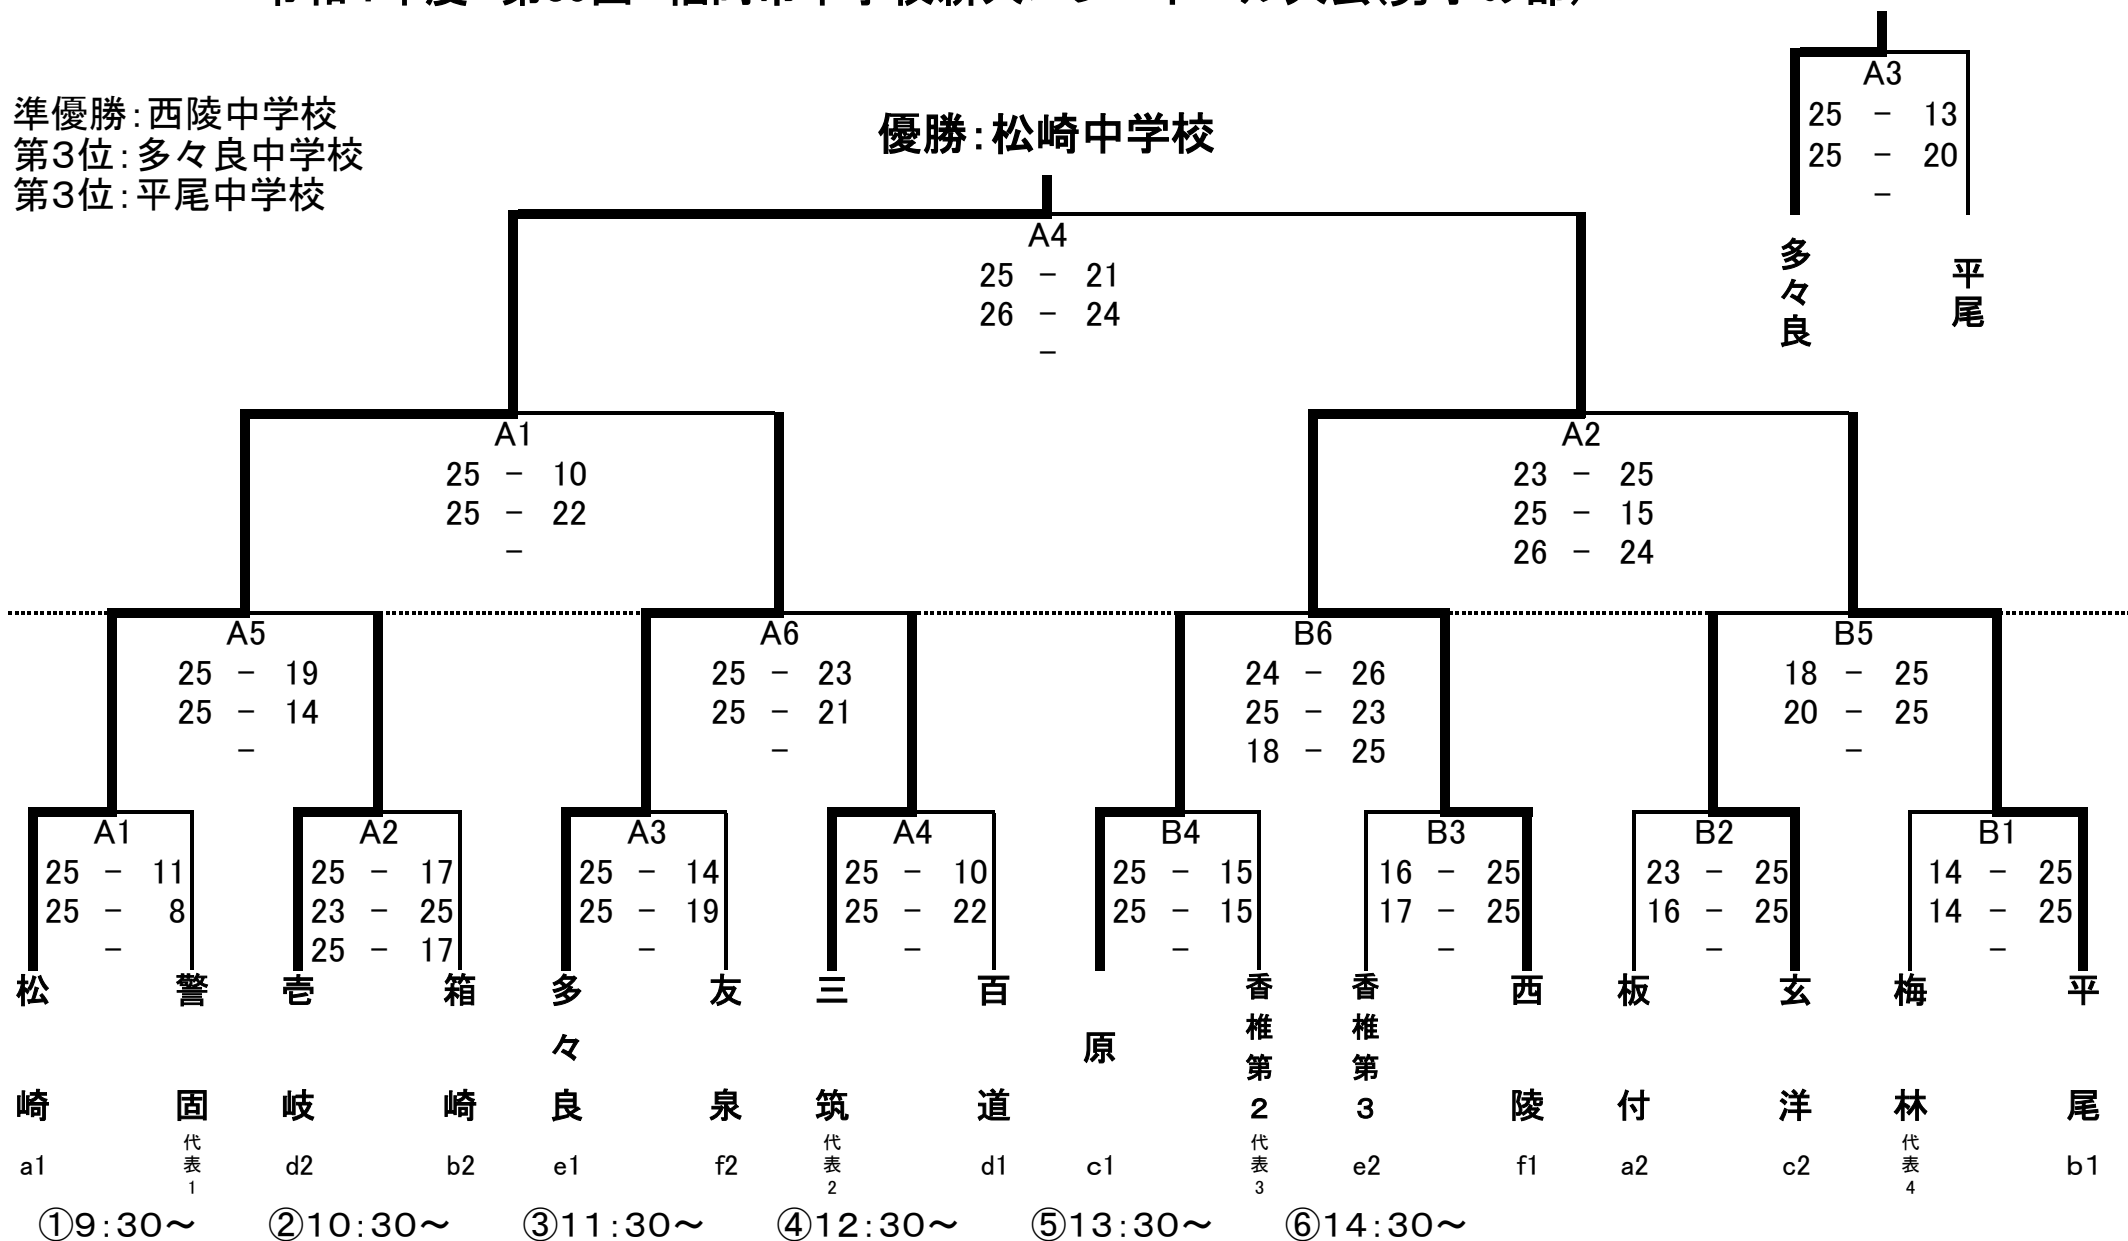 A3
25 － 13
25 － 20
－
多々良
平尾
準優勝：西陵中学校
第３位：多々良中学校
第３位：平尾中学校
優勝：松崎中学校
A4
25 － 21
26 － 24
－
A1
25 － 10
25 － 22
－
A2
23 － 25
25 － 15
26 － 24
A5
25 － 19
25 － 14
－
A6
25 － 23
25 － 21
－
B6
24 － 26
25 － 23
18 － 25
B5
18 － 25
20 － 25
－
A1
25 － 11
25 － 8
－
A2
25 － 17
23 － 25
25 － 17
A3
25 － 14
25 － 19
－
A4
25 － 10
25 － 22
－
B4
25 － 15
25 － 15
－
B3
16 － 25
17 － 25
－
B2
23 － 25
16 － 25
－
B1
14 － 25
14 － 25
－
松崎
a1
警固
代表1
壱岐
d2
箱崎
b2
多々良
e1
友泉
f2
三筑
代表2
百道
d1
原
c1
香椎第２
代表3
香椎第３
e2
西陵
f1
板付
a2
玄洋
c2
梅林
代表4
平尾
b1
①９：３０～ ②１０：３０～ ③１１：３０～ ④１２：３０～ ⑤１３：３０～ ⑥１４：３０～